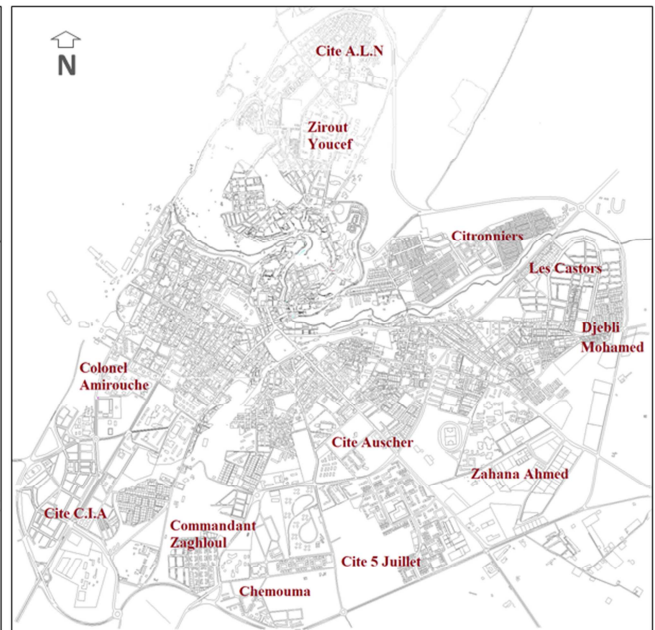 N
Cite A.L.N
Zirout
Youcef
Citronniers
Les Castors
Djebli
Mohamed
Colonel
Amirouche
Cite Auscher
Zahana Ahmed
Cite C.I.A
Commandant
Zaghloul
Cite 5 Juillet
Chemouma